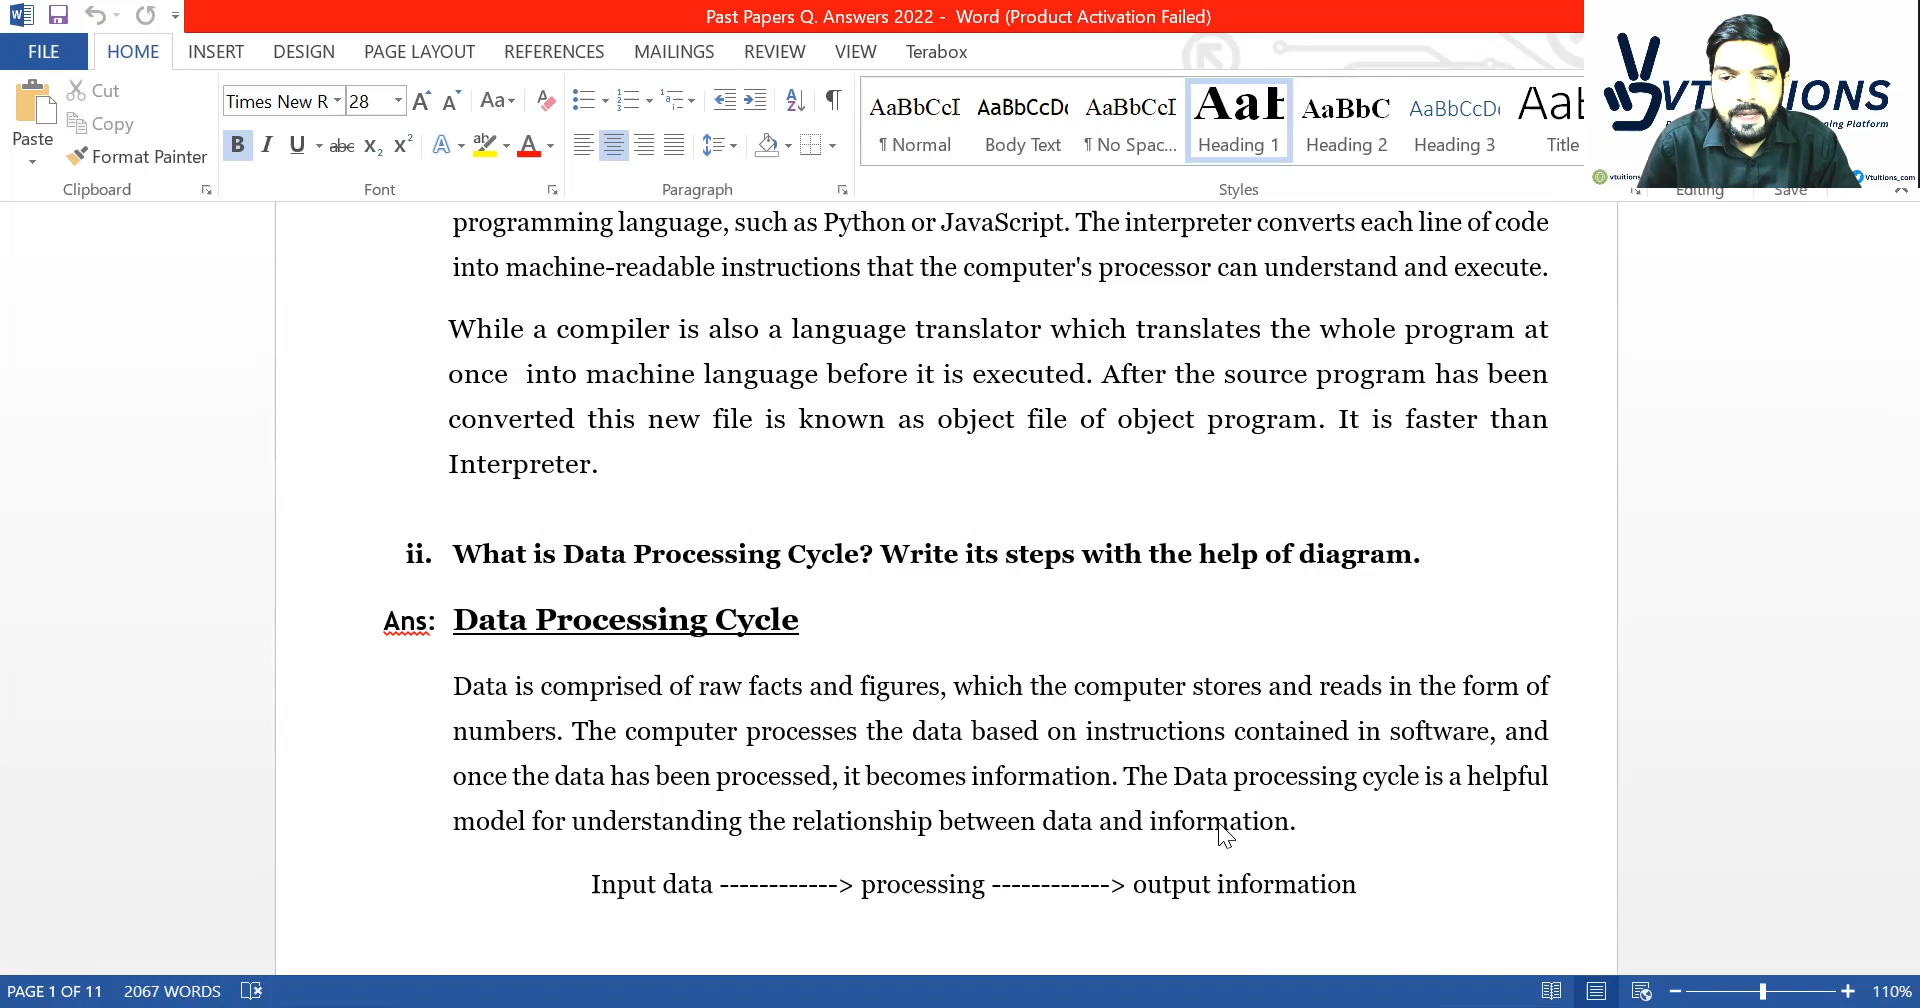 Past Papers Q. Answers 2022 - Word (Product Activation Failed)
FILE HOME INSERT DESIGN PAGE LAYOUT REFERENCES MAILINGS REVIEW VIEW Terabox
Paste
Cut
Copy
Format Painter
Clipboard
Times New R 28
Font
Paragraph
AaBbCcI AaBbCcDc AaBbCcI AaB AaBbC AaBbCcDc Aab
¶ Normal Body Text ¶ No Spac... Heading 1 Heading 2 Heading 3 Title
Styles
Editing
Save
vtuitions
Vtuitions_com
programming language, such as Python or JavaScript. The interpreter converts each line of code
into machine-readable instructions that the computer's processor can understand and execute.
While a compiler is also a language translator which translates the whole program at
once into machine language before it is executed. After the source program has been
converted this new file is known as object file of object program. It is faster than
Interpreter.
ii. What is Data Processing Cycle? Write its steps with the help of diagram.
Ans: Data Processing Cycle
Data is comprised of raw facts and figures, which the computer stores and reads in the form of
numbers. The computer processes the data based on instructions contained in software, and
once the data has been processed, it becomes information. The Data processing cycle is a helpful
model for understanding the relationship between data and information.
Input data ------------> processing ------------> output information
PAGE 1 OF 11 2067 WORDS
110%